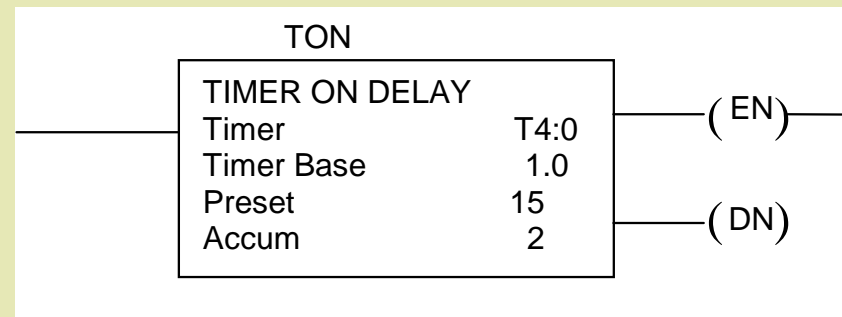 TON
TIMER ON DELAY
Timer T4:0
Timer Base 1.0
Preset 15
Accum 2
(EN)
(DN)